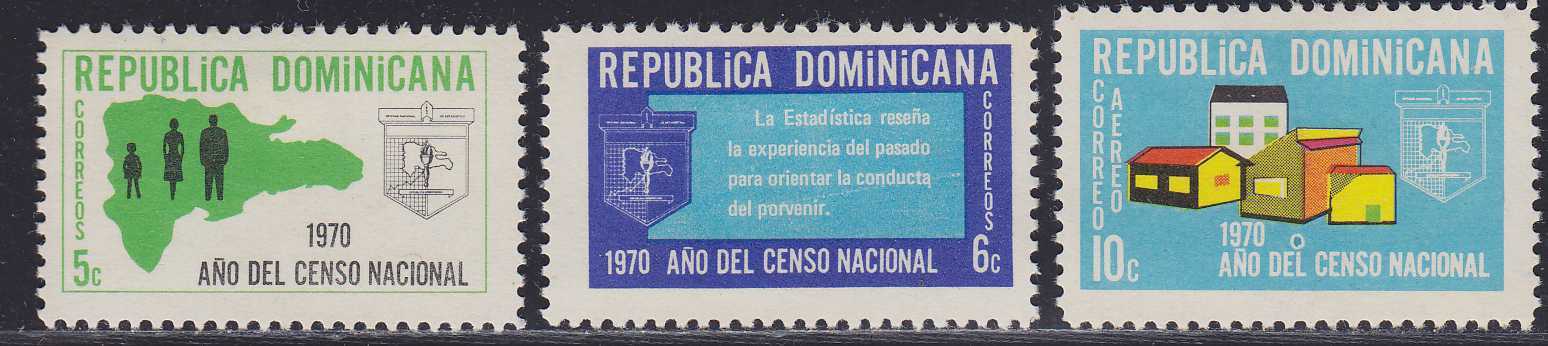 REPUBLiCA DOMiNiCANA
CORREOS
1970
AÑO DEL CENSO NACIONAL
5c
REPUBLiCA DOMiNiCANA
CORREOS
La Estadística reseña
la experiencia del pasado
para orientar la conducta
del porvenir.
1970 AÑO DEL CENSO NACIONAL
6c
REPUBLiCA DOMiNiCANA
CORREO
AEREO
1970
AÑO DEL CENSO NACIONAL
10c